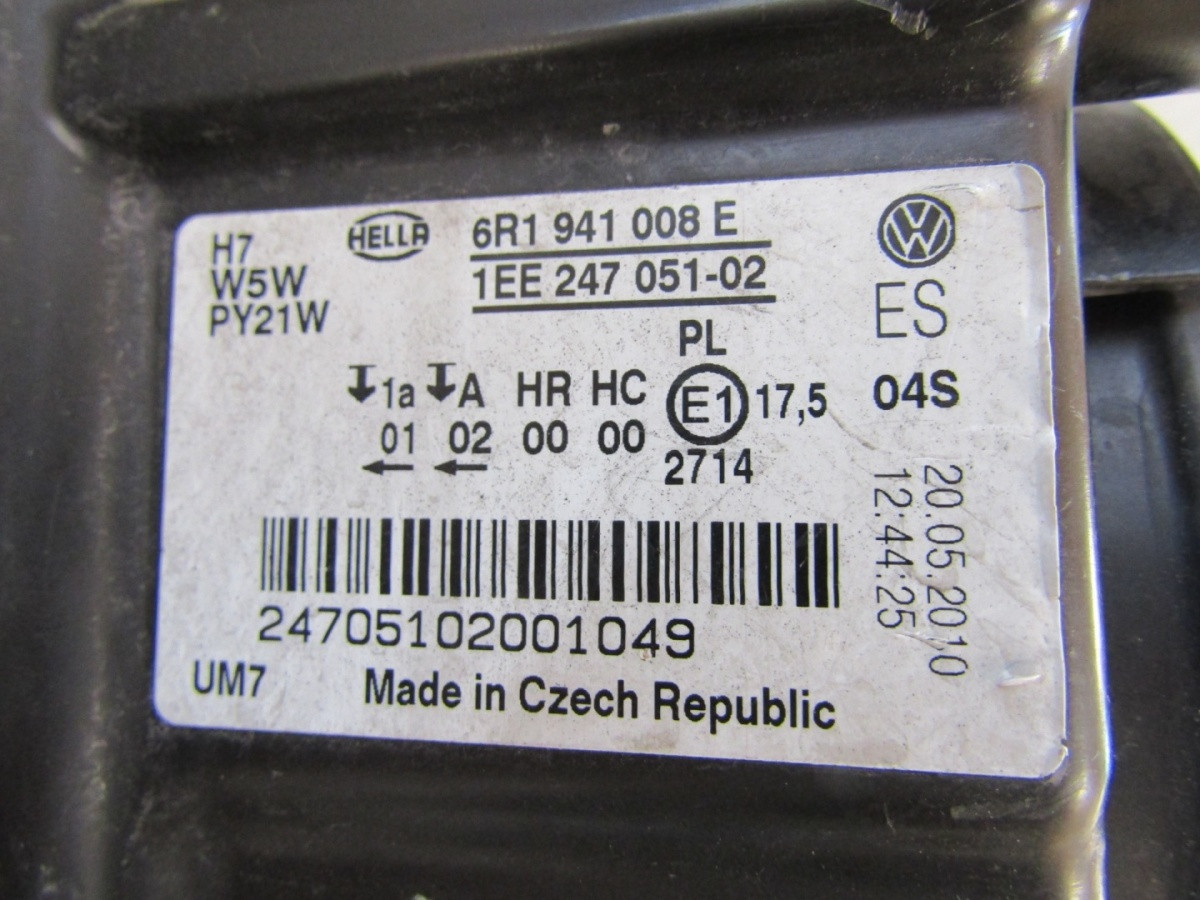 H7
W5W
PY21W
HELLA
6R1 941 008 E
1EE 247 051-02
VW
ES
04S
PL
1a A HR HC E1 17,5
01 02 00 00
2714
20.05.2010
12:44:25
24705102001049
UM7 Made in Czech Republic